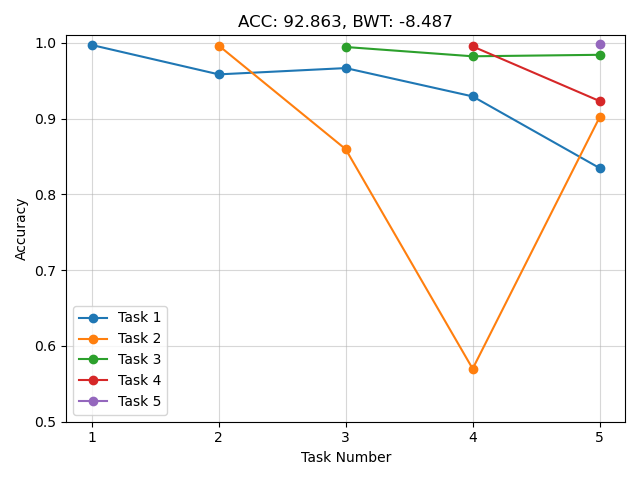 ACC: 92.863, BWT: -8.487
1.0
0.9
0.8
0.7
0.6
0.5
Accuracy
Task 1
Task 2
Task 3
Task 4
Task 5
1 2 3 4 5
Task Number